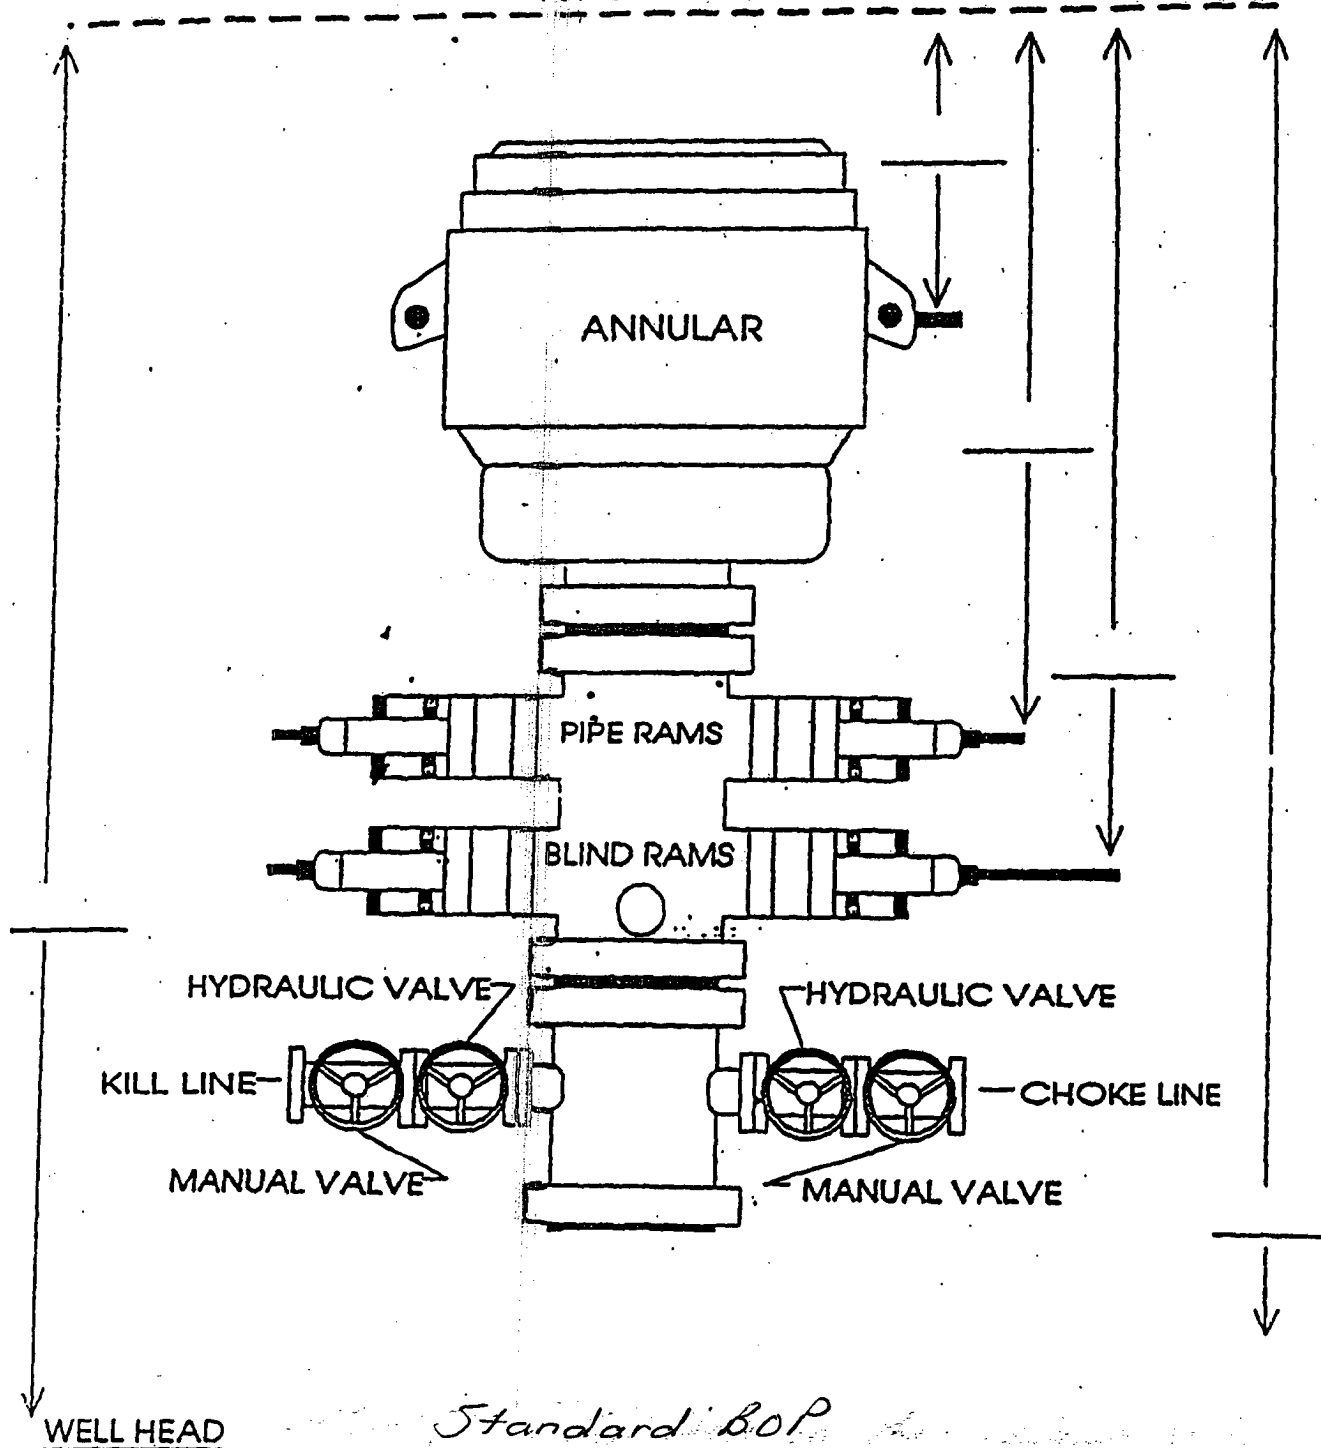 ANNULAR
PIPE RAMS
BLIND RAMS
HYDRAULIC VALVE
HYDRAULIC VALVE
KILL LINE
CHOKE LINE
MANUAL VALVE
MANUAL VALVE
WELL HEAD
Standard BOP